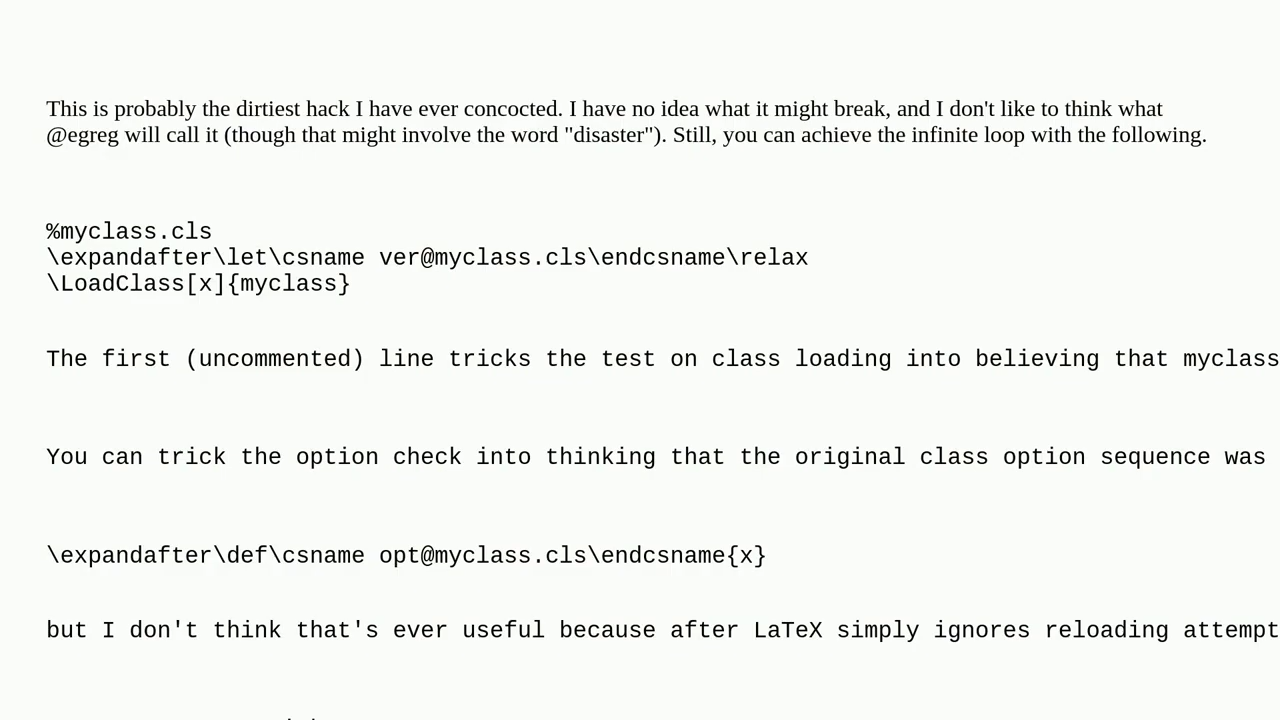 This is probably the dirtiest hack I have ever concocted. I have no idea what it might break, and I don't like to think what
@egreg will call it (though that might involve the word "disaster"). Still, you can achieve the infinite loop with the following.
%myclass.cls
\expandafter\let\csname ver@myclass.cls\endcsname\relax
\LoadClass[x]{myclass}
The first (uncommented) line tricks the test on class loading into believing that myclass
You can trick the option check into thinking that the original class option sequence was
\expandafter\def\csname opt@myclass.cls\endcsname{x}
but I don't think that's ever useful because after LaTeX simply ignores reloading attempt